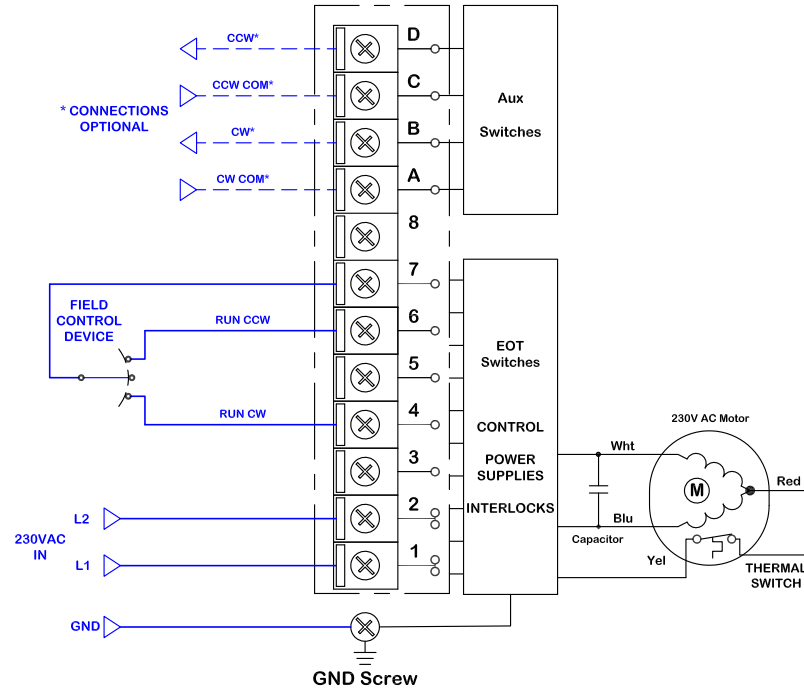 CCW*
D
CCW COM*
C
* CONNECTIONS
OPTIONAL
CW*
B
CW COM*
A
Aux
Switches
8
7
FIELD
CONTROL
DEVICE
RUN CCW
6
5
RUN CW
4
3
L2
2
230VAC
IN
L1
1
GND
GND Screw
EOT
Switches
CONTROL
POWER
SUPPLIES
INTERLOCKS
230V AC Motor
Wht
M
Red
Blu
Capacitor
Yel
THERMAL
SWITCH